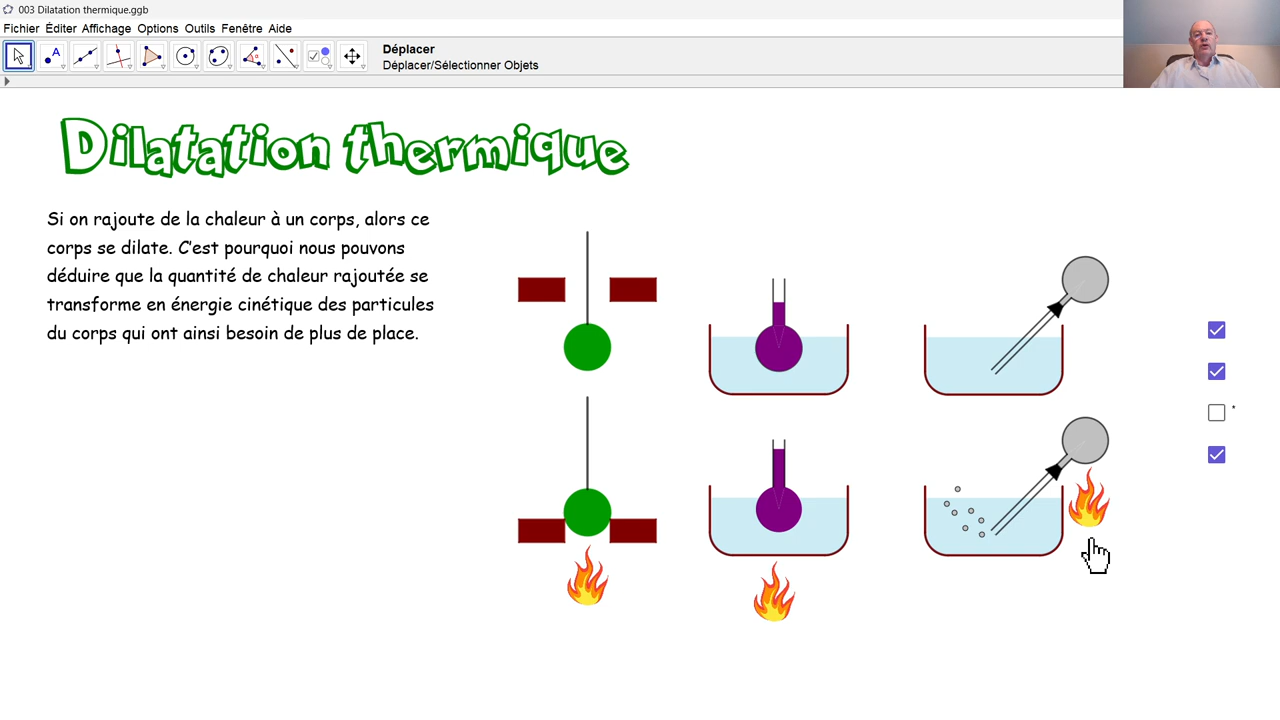 003 Dilatation thermique.ggb
Fichier Éditer Affichage Options Outils Fenêtre Aide
A
Déplacer
Déplacer/Sélectionner Objets
Dilatation thermique
Si on rajoute de la chaleur à un corps, alors ce
corps se dilate. C'est pourquoi nous pouvons
déduire que la quantité de chaleur rajoutée se
transforme en énergie cinétique des particules
du corps qui ont ainsi besoin de plus de place.
*